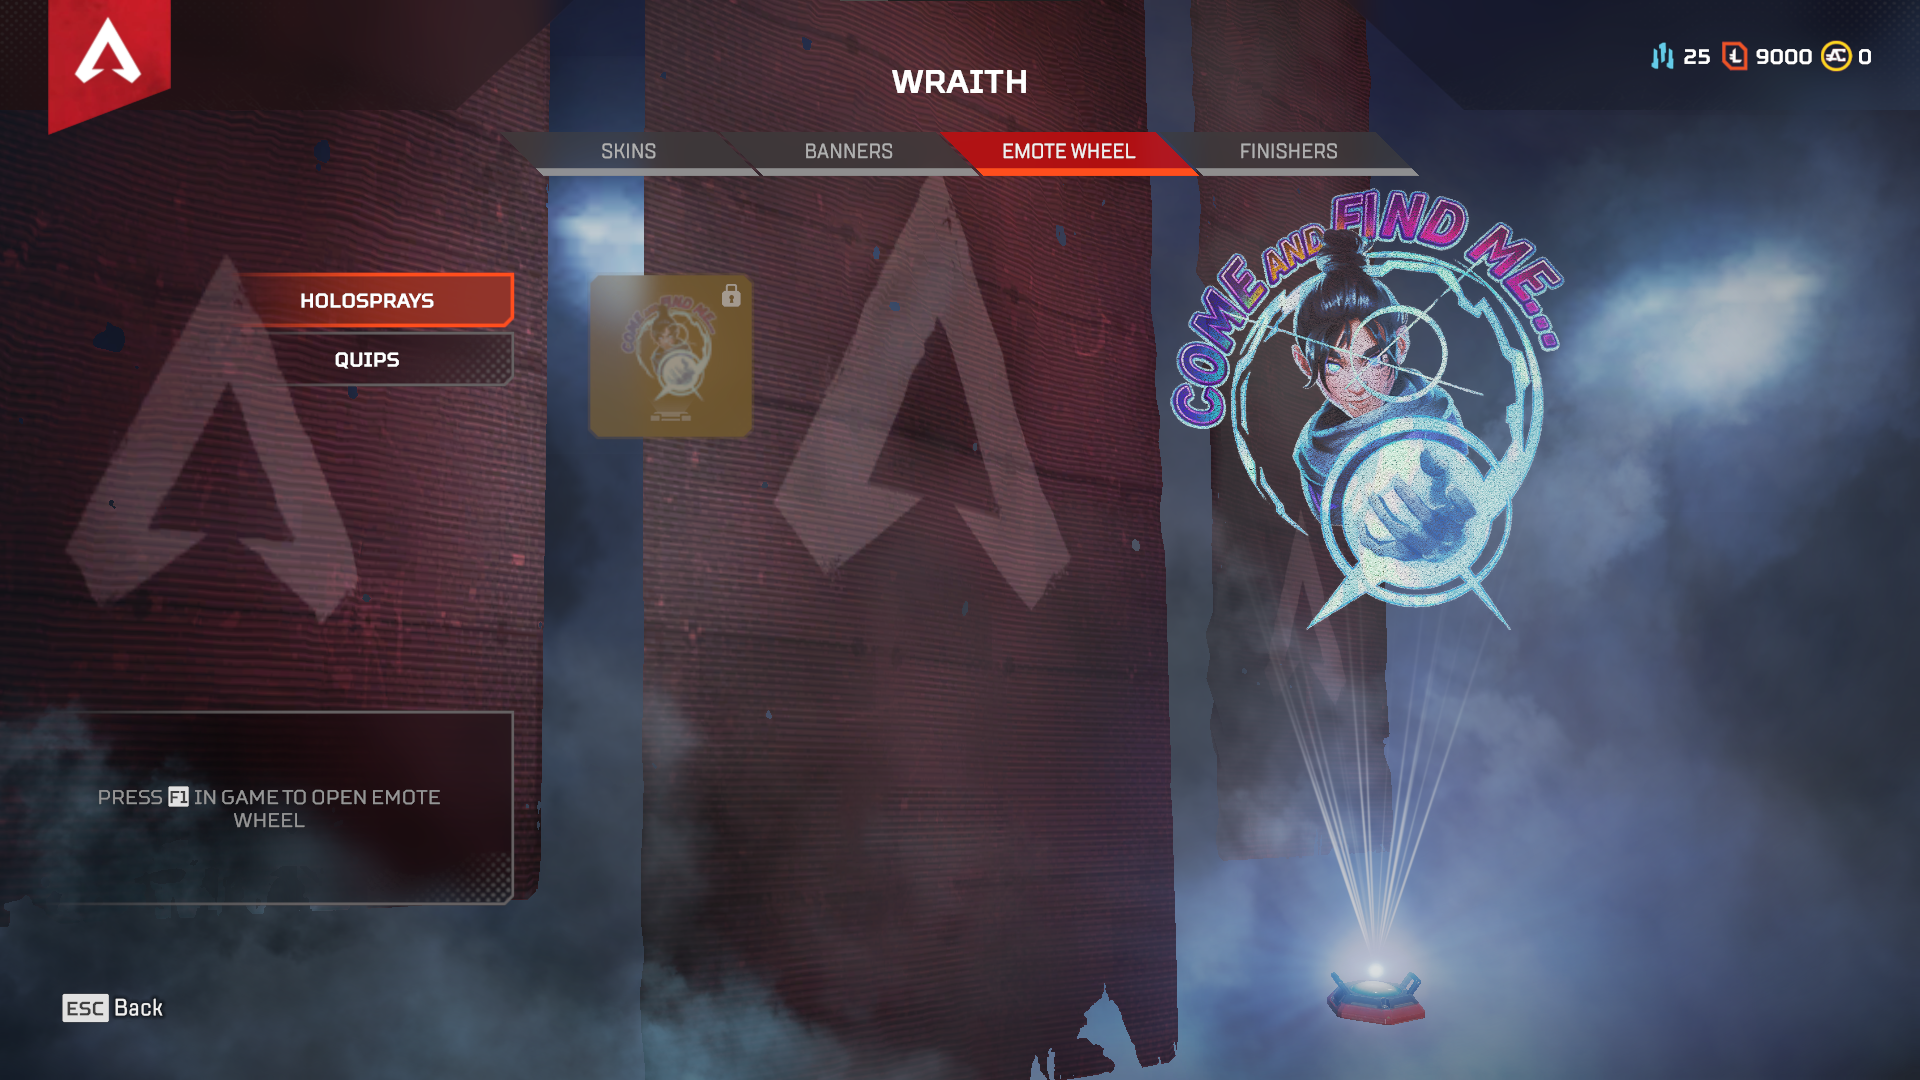 WRAITH
25 9000 0
SKINS BANNERS EMOTE WHEEL FINISHERS
COME AND FIND ME...
HOLOSPRAYS
QUIPS
PRESS F1 IN GAME TO OPEN EMOTE
WHEEL
ESC Back